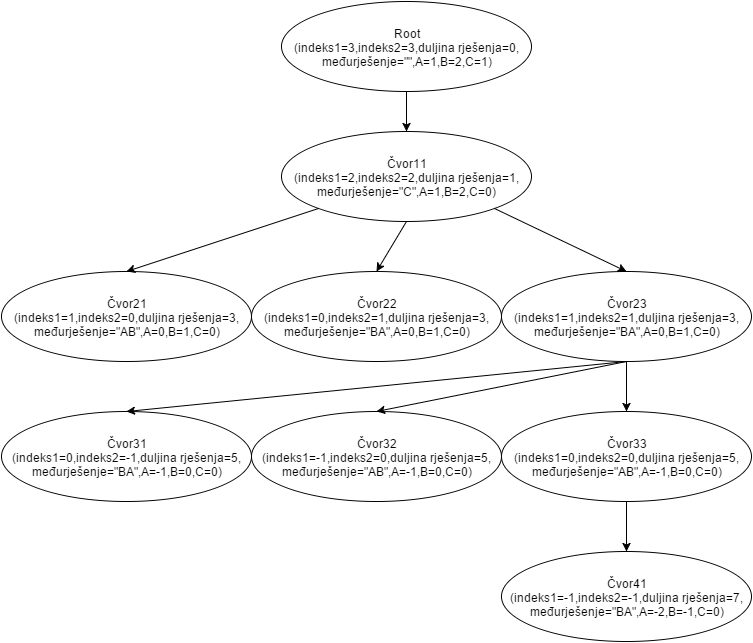 Root
(indeks1=3,indeks2=3,duljina rješenja=0,
međurješenje="",A=1,B=2,C=1)
Čvor11
(indeks1=2,indeks2=2,duljina rješenja=1,
međurješenje="C",A=1,B=2,C=0)
Čvor21
(indeks1=1,indeks2=0,duljina rješenja=3,
međurješenje="AB",A=0,B=1,C=0)
Čvor22
(indeks1=0,indeks2=1,duljina rješenja=3,
međurješenje="BA",A=0,B=1,C=0)
Čvor23
(indeks1=1,indeks2=1,duljina rješenja=3,
međurješenje="BA",A=0,B=1,C=0)
Čvor31
(indeks1=0,indeks2=-1,duljina rješenja=5,
međurješenje="BA",A=-1,B=0,C=0)
Čvor32
(indeks1=-1,indeks2=0,duljina rješenja=5,
međurješenje="AB",A=-1,B=0,C=0)
Čvor33
(indeks1=0,indeks2=0,duljina rješenja=5,
međurješenje="AB",A=-1,B=0,C=0)
Čvor41
(indeks1=-1,indeks2=-1,duljina rješenja=7,
međurješenje="BA",A=-2,B=-1,C=0)